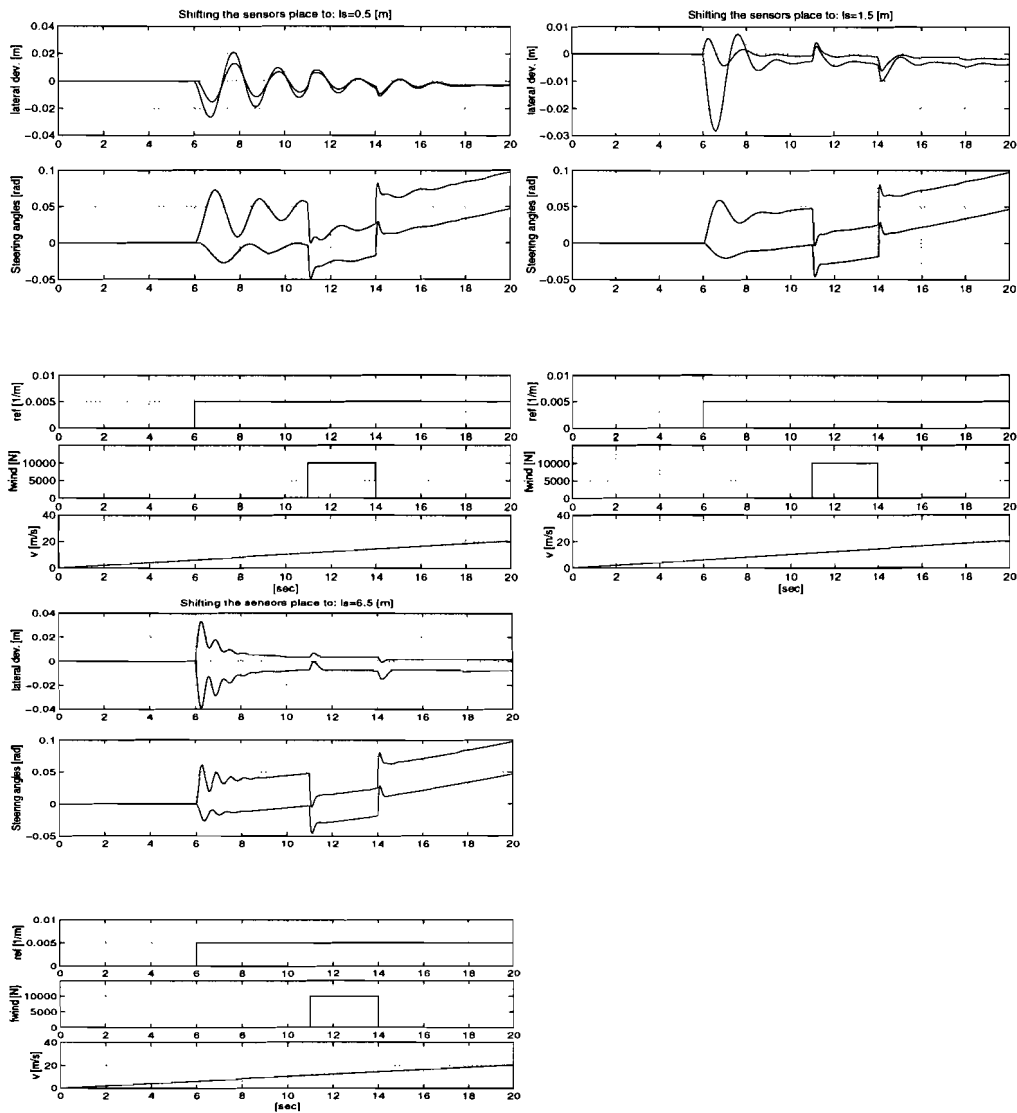 Shifting the sensors place to: ls=0.5 [m]
lateral dev. [m]
0.04
0.02
0
−0.02
−0.04
0 2 4 6 8 10 12 14 16 18 20
Steering angles [rad]
0.1
0.05
0
−0.05
0 2 4 6 8 10 12 14 16 18 20
ref [1/m]
0.01
0.005
0
0 2 4 6 8 10 12 14 16 18 20
fwind [N]
10000
5000
0
0 2 4 6 8 10 12 14 16 18 20
v [m/s]
40
20
0
0 2 4 6 8 10 12 14 16 18 20
[sec]
Shifting the sensors place to: ls=1.5 [m]
lateral dev. [m]
0.01
0
−0.01
−0.02
−0.03
0 2 4 6 8 10 12 14 16 18 20
Steering angles [rad]
0.1
0.05
0
−0.05
0 2 4 6 8 10 12 14 16 18 20
ref [1/m]
0.01
0.005
0
0 2 4 6 8 10 12 14 16 18 20
fwind [N]
10000
5000
0
0 2 4 6 8 10 12 14 16 18 20
v [m/s]
40
20
0
0 2 4 6 8 10 12 14 16 18 20
[sec]
Shifting the sensors place to: ls=6.5 [m]
lateral dev. [m]
0.04
0.02
0
−0.02
−0.04
0 2 4 6 8 10 12 14 16 18 20
Steering angles [rad]
0.1
0.05
0
−0.05
0 2 4 6 8 10 12 14 16 18 20
ref [1/m]
0.01
0.005
0
0 2 4 6 8 10 12 14 16 18 20
fwind [N]
10000
5000
0
0 2 4 6 8 10 12 14 16 18 20
v [m/s]
40
20
0
0 2 4 6 8 10 12 14 16 18 20
[sec]